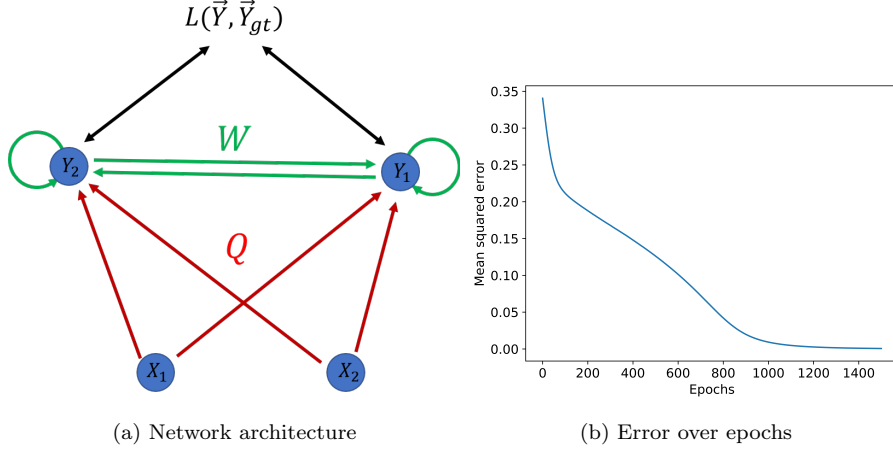 L(Y⃗, Y⃗gt)
W
Y2
Y1
Q
X1
X2
(a) Network architecture
Mean squared error
0.35
0.30
0.25
0.20
0.15
0.10
0.05
0.00
0 200 400 600 800 1000 1200 1400
Epochs
(b) Error over epochs